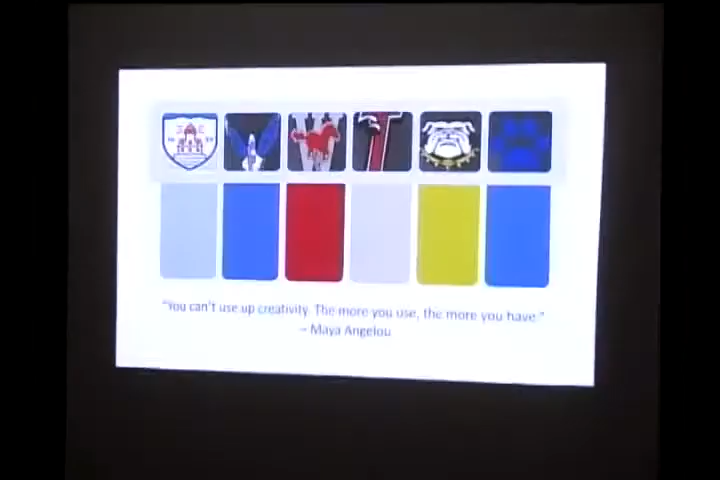 W
T
"You can't use up creativity. The more you use, the more you have."
– Maya Angelou